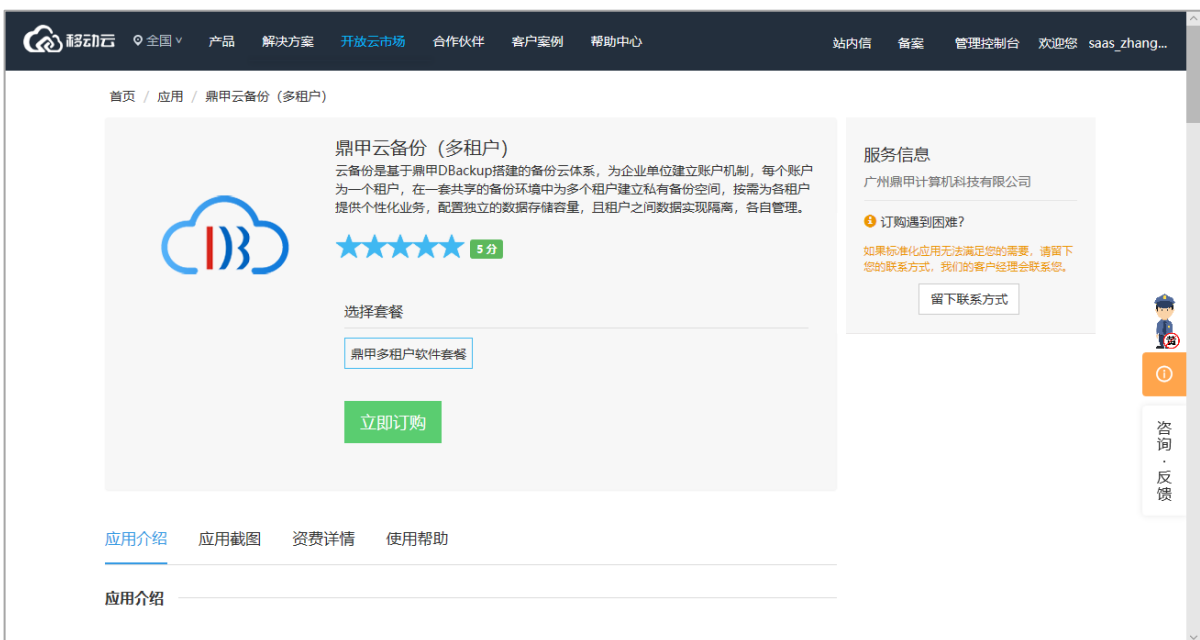 移动云 全国 产品 解决方案 开放云市场 合作伙伴 客户案例 帮助中心 站内信 备案 管理控制台 欢迎您 saas_zhang...
首页 / 应用 / 鼎甲云备份（多租户）
鼎甲云备份（多租户）
云备份是基于鼎甲DBackup搭建的备份云体系，为企业单位建立账户机制，每个账户
为一个租户，在一套共享的备份环境中为多个租户建立私有备份空间，按需为各租户
提供个性化业务，配置独立的数据存储容量，且租户之间数据实现隔离，各自管理。
5 分
选择套餐
鼎甲多租户软件套餐
立即订购
服务信息
广州鼎甲计算机科技有限公司
订购遇到困难？
如果标准化应用无法满足您的需要，请留下
您的联系方式，我们的客户经理会联系您。
留下联系方式
黄
咨询·反馈
应用介绍 应用截图 资费详情 使用帮助
应用介绍